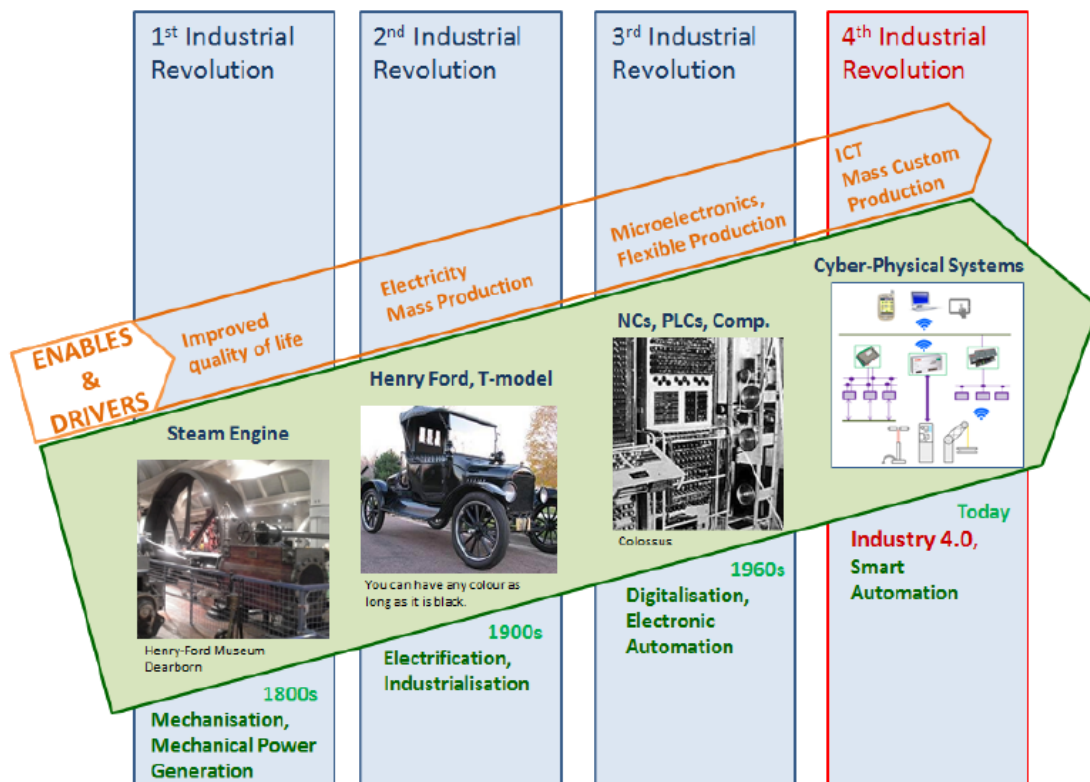 1st Industrial
Revolution
2nd Industrial
Revolution
3rd Industrial
Revolution
4th Industrial
Revolution
ENABLES
&
DRIVERS
Improved
quality of life
Electricity
Mass Production
Microelectronics,
Flexible Production
ICT
Mass Custom
Production
Steam Engine
Henry-Ford Museum
Dearborn
1800s
Mechanisation,
Mechanical Power
Generation
Henry Ford, T-model
You can have any colour as
long as it is black.
1900s
Electrification,
Industrialisation
NCs, PLCs, Comp.
Colossus
1960s
Digitalisation,
Electronic
Automation
Cyber-Physical Systems
Today
Industry 4.0,
Smart
Automation